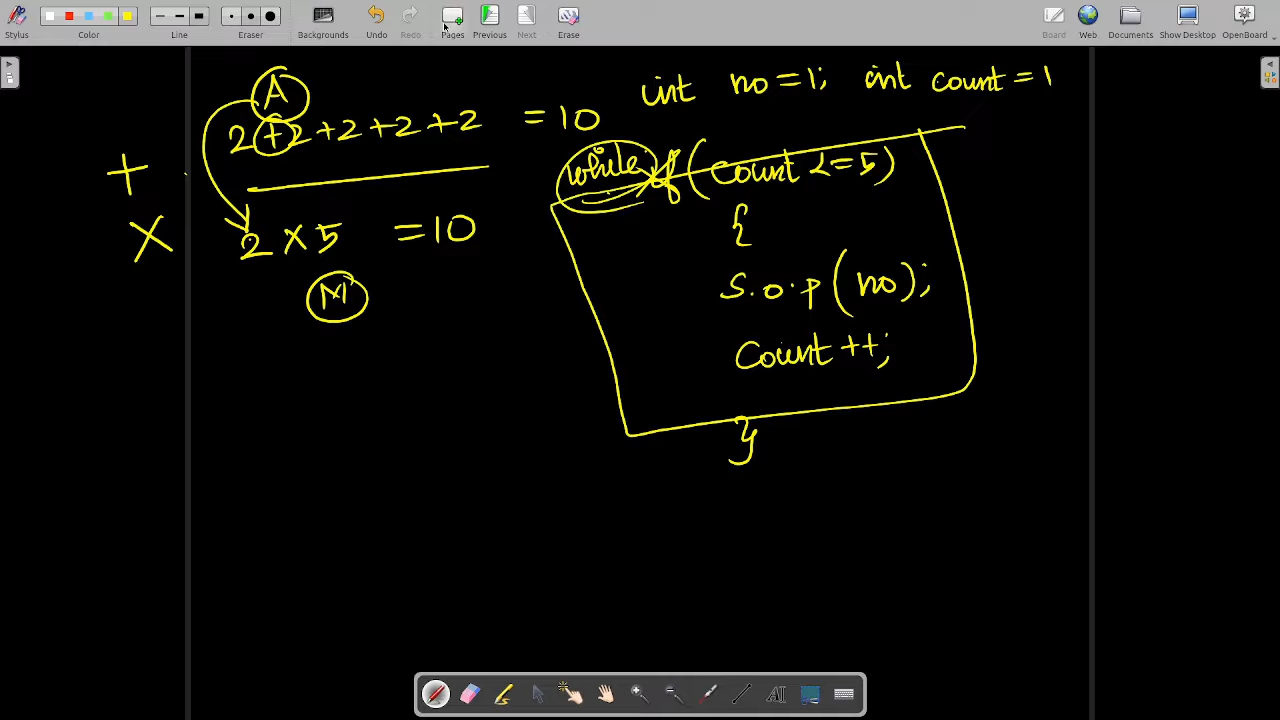 Stylus
Color
Line
Eraser
Backgrounds
Undo
Redo
Pages
Previous
Next
Erase
Board
Web
Documents
Show Desktop
OpenBoard
A
2+2+2+2+2 =10
+
X 2 x 5 =10
M
int no=1; int count=1
while if (count <=5)
{
S.o.p (no);
Count ++;
}
AI